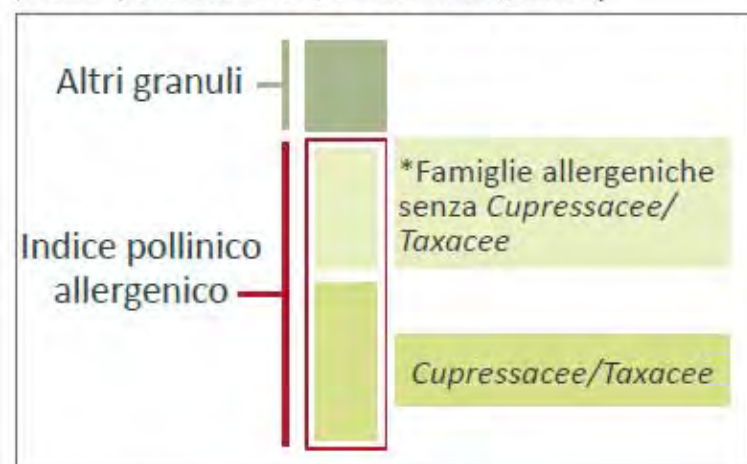 Altri granuli
*Famiglie allergeniche
senza Cupressacee/
Taxacee
Indice pollinico
allergenico
Cupressacee/Taxacee